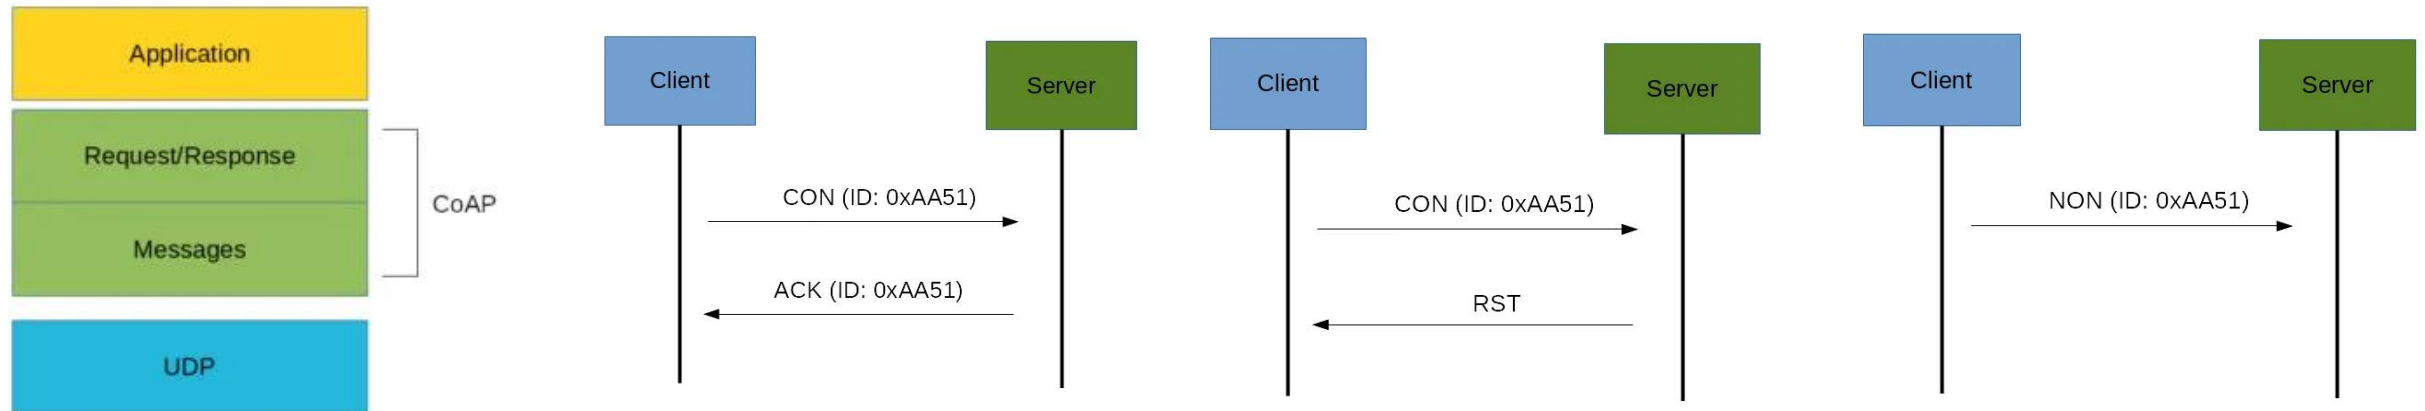 Application
Request/Response
Messages
CoAP
UDP
Client
Server
CON (ID: 0xAA51)
ACK (ID: 0xAA51)
Client
Server
CON (ID: 0xAA51)
RST
Client
Server
NON (ID: 0xAA51)